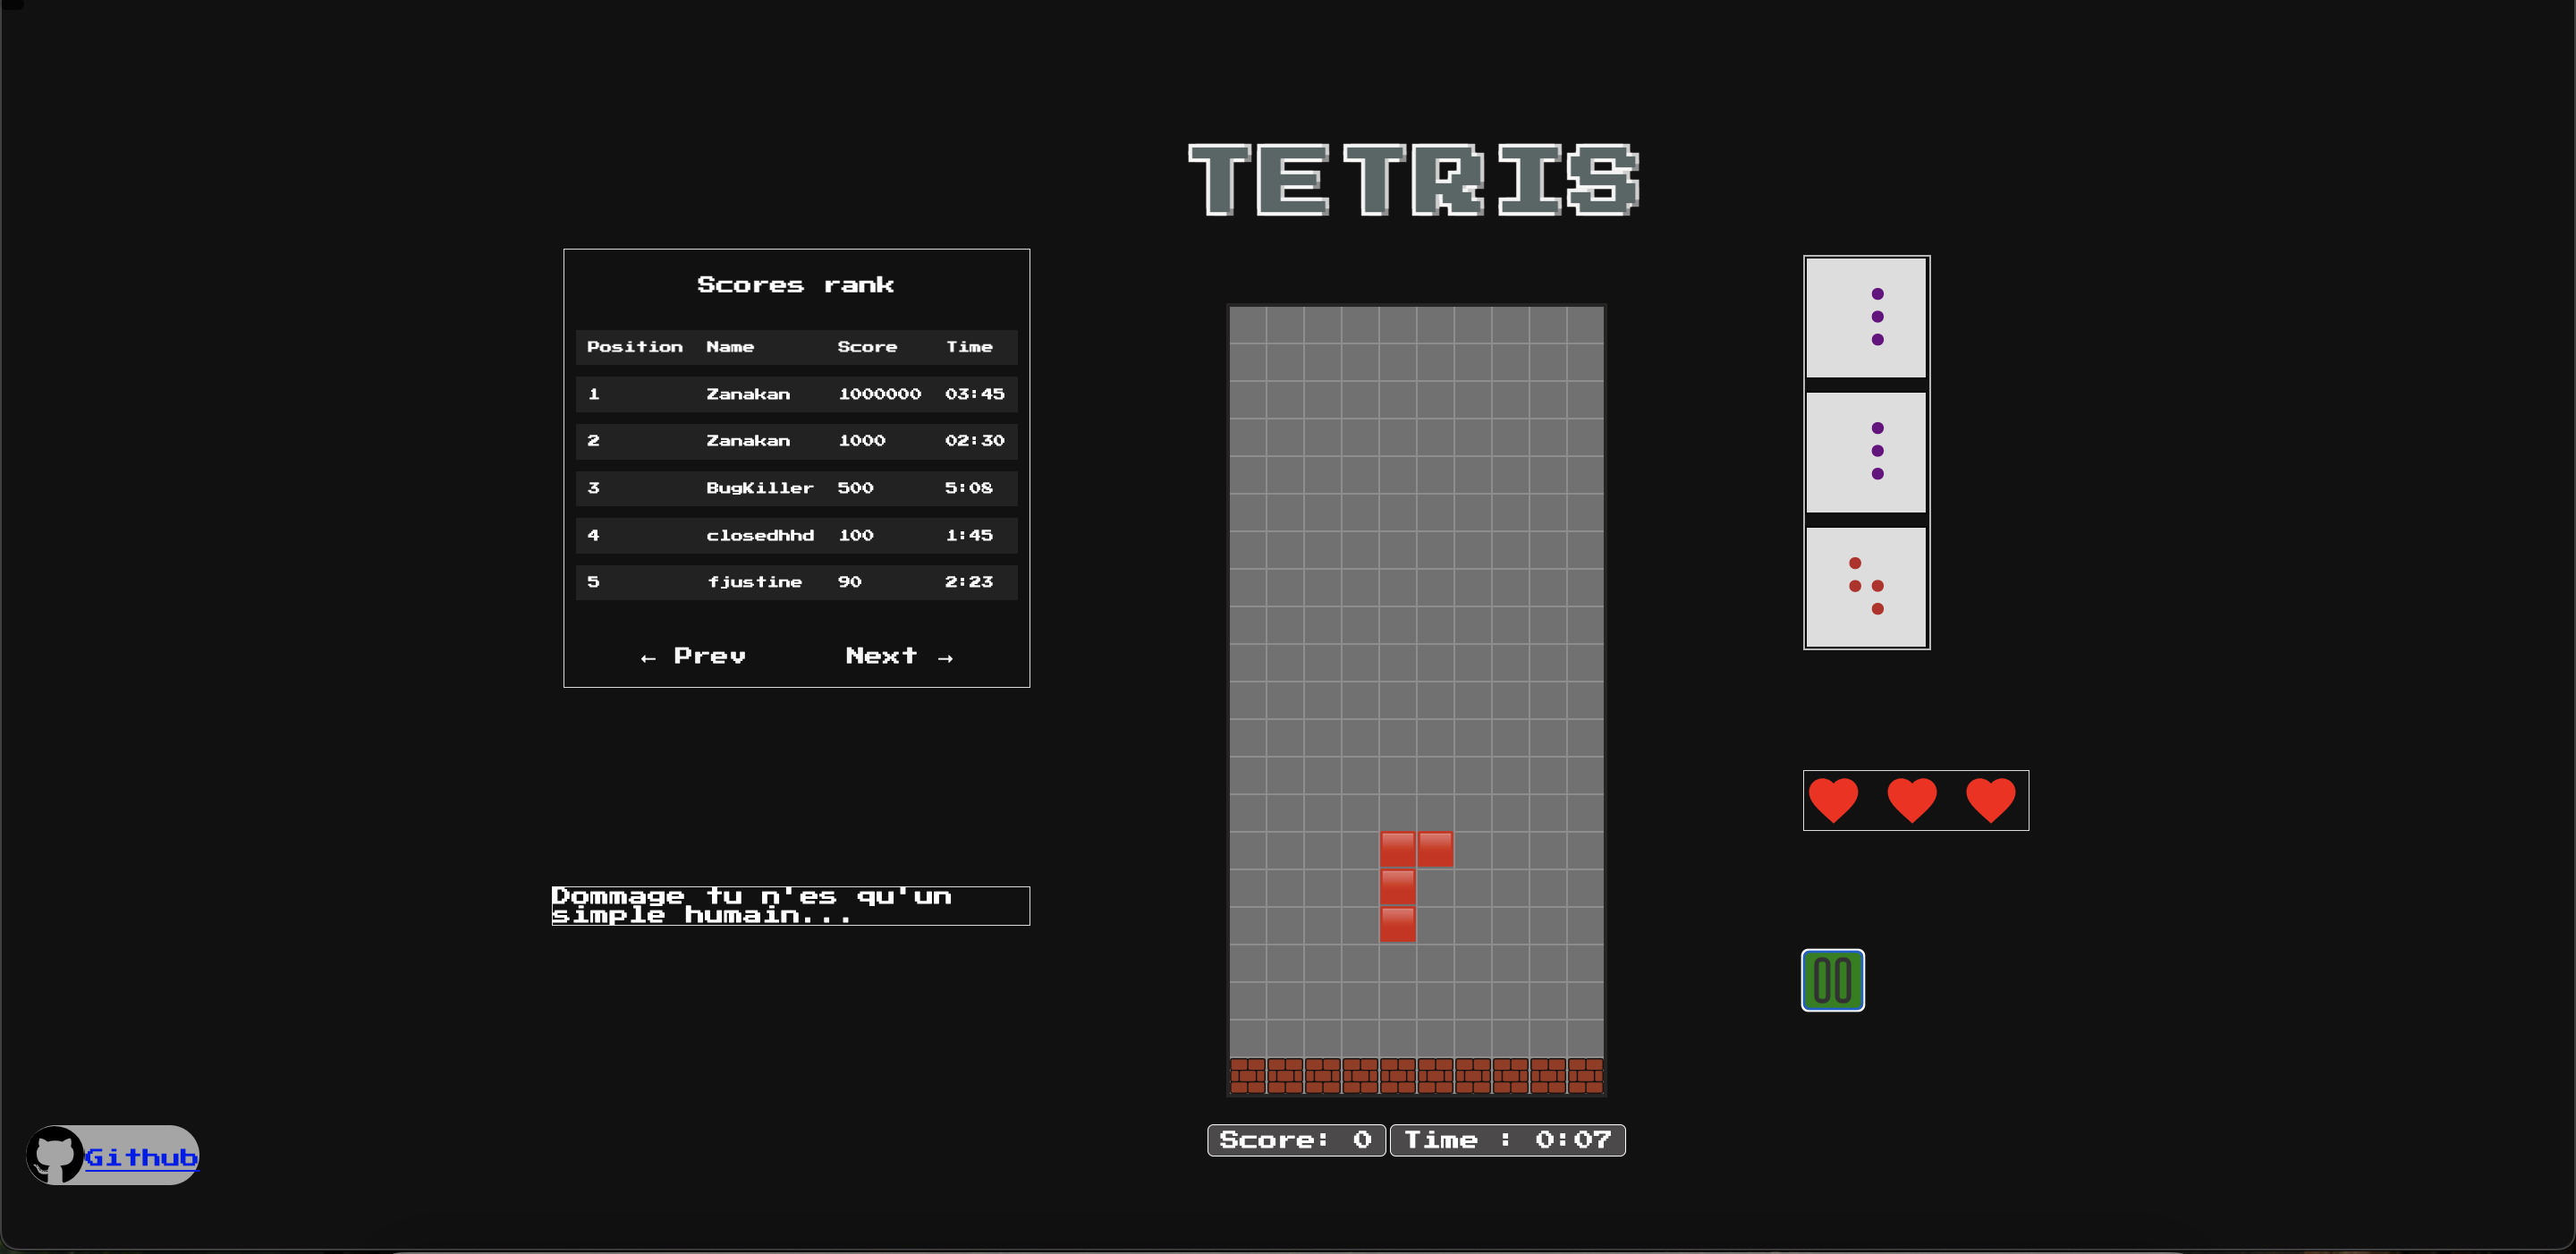 TETRIS
Scores rank
Position Name Score Time
1 Zanakan 1000000 03:45
2 Zanakan 1000 02:30
3 BugKiller 500 5:08
4 closedhhd 100 1:45
5 fjustine 90 2:23
← Prev Next →
Dommage tu n'es qu'un
simple humain...
Score: 0 Time : 0:07
Github